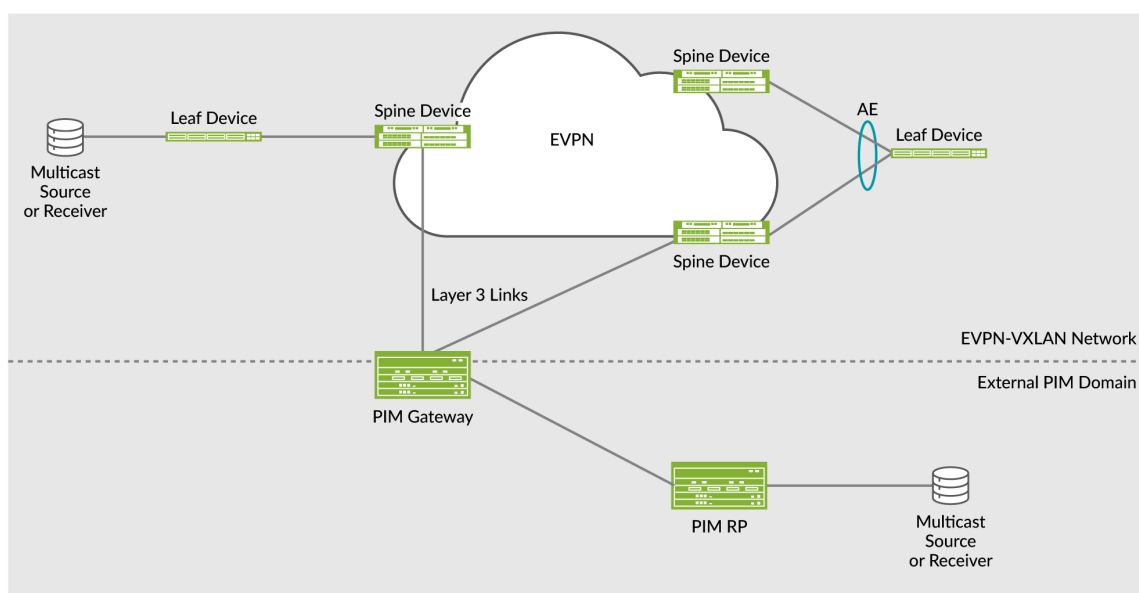 Spine Device
AE
Leaf Device
Spine Device
Leaf Device
EVPN
Multicast
Source
or Receiver
Spine Device
Layer 3 Links
EVPN-VXLAN Network
External PIM Domain
PIM Gateway
PIM RP
Multicast
Source
or Receiver